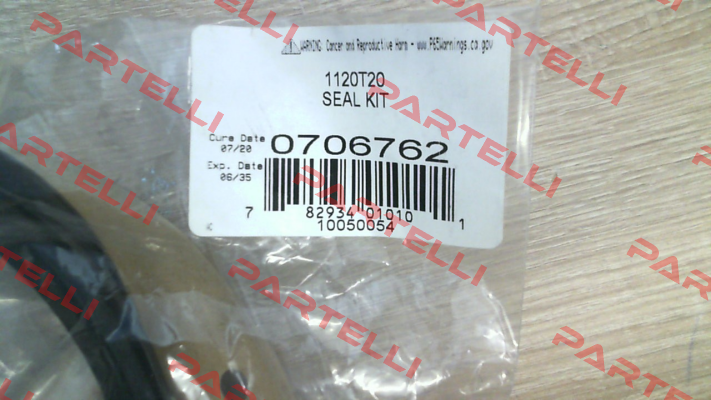 WARNING: Cancer and Reproductive Harm - www.P65Warnings.ca.gov
1120T20
SEAL KIT
Cure Date
07/20
0706762
Exp. Date
06/35
7 82934 01010 1
10050054
PARTELLI
PARTELLI
PARTELLI
PARTELLI
PARTELLI
PARTELLI
PARTELLI
PARTELLI
PARTELLI